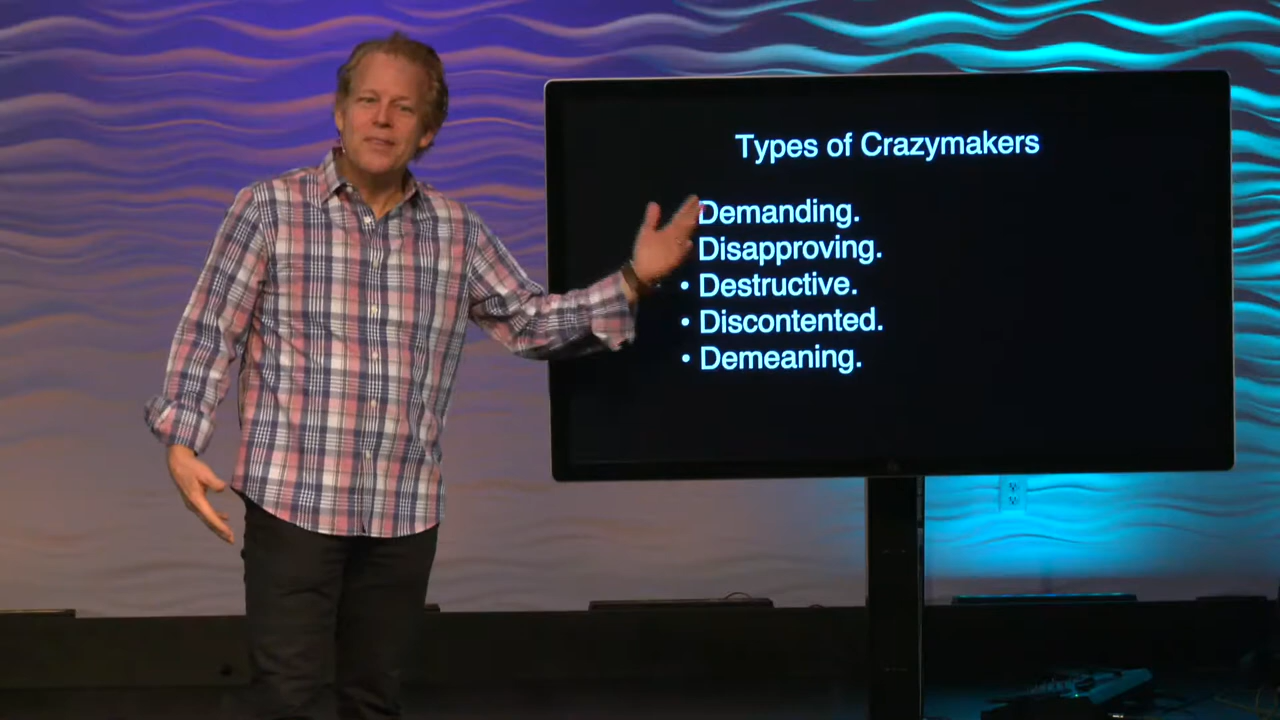 Types of Crazymakers
Demanding.
Disapproving.
• Destructive.
• Discontented.
• Demeaning.